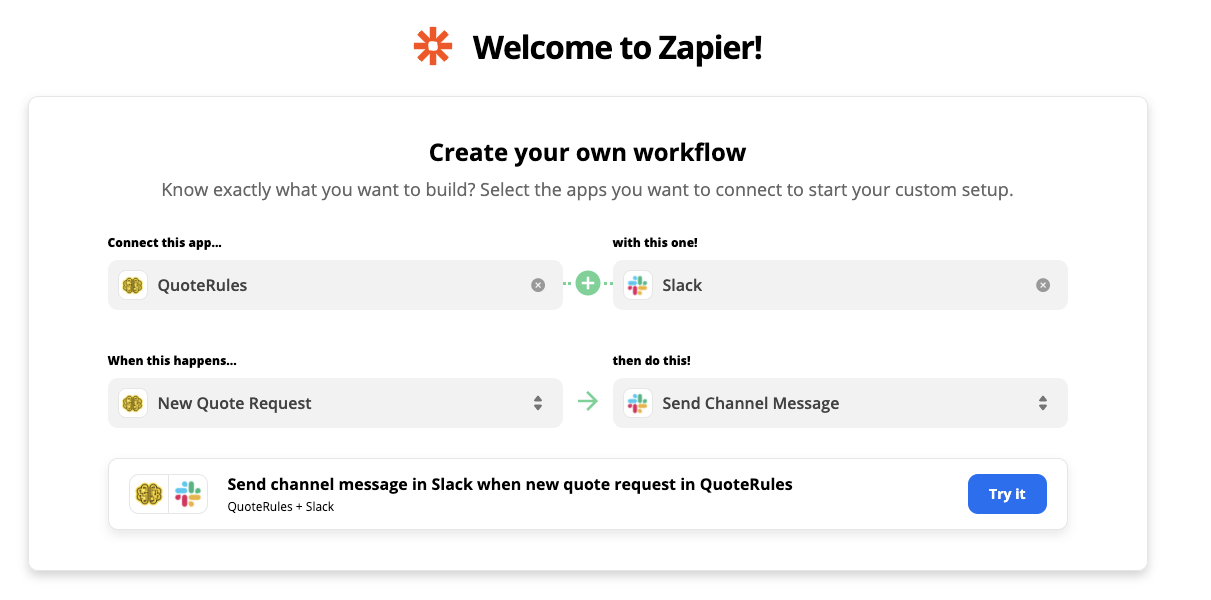 Welcome to Zapier!
Create your own workflow
Know exactly what you want to build? Select the apps you want to connect to start your custom setup.
Connect this app...
with this one!
QuoteRules
Slack
When this happens...
then do this!
New Quote Request
Send Channel Message
Send channel message in Slack when new quote request in QuoteRules
QuoteRules + Slack
Try it